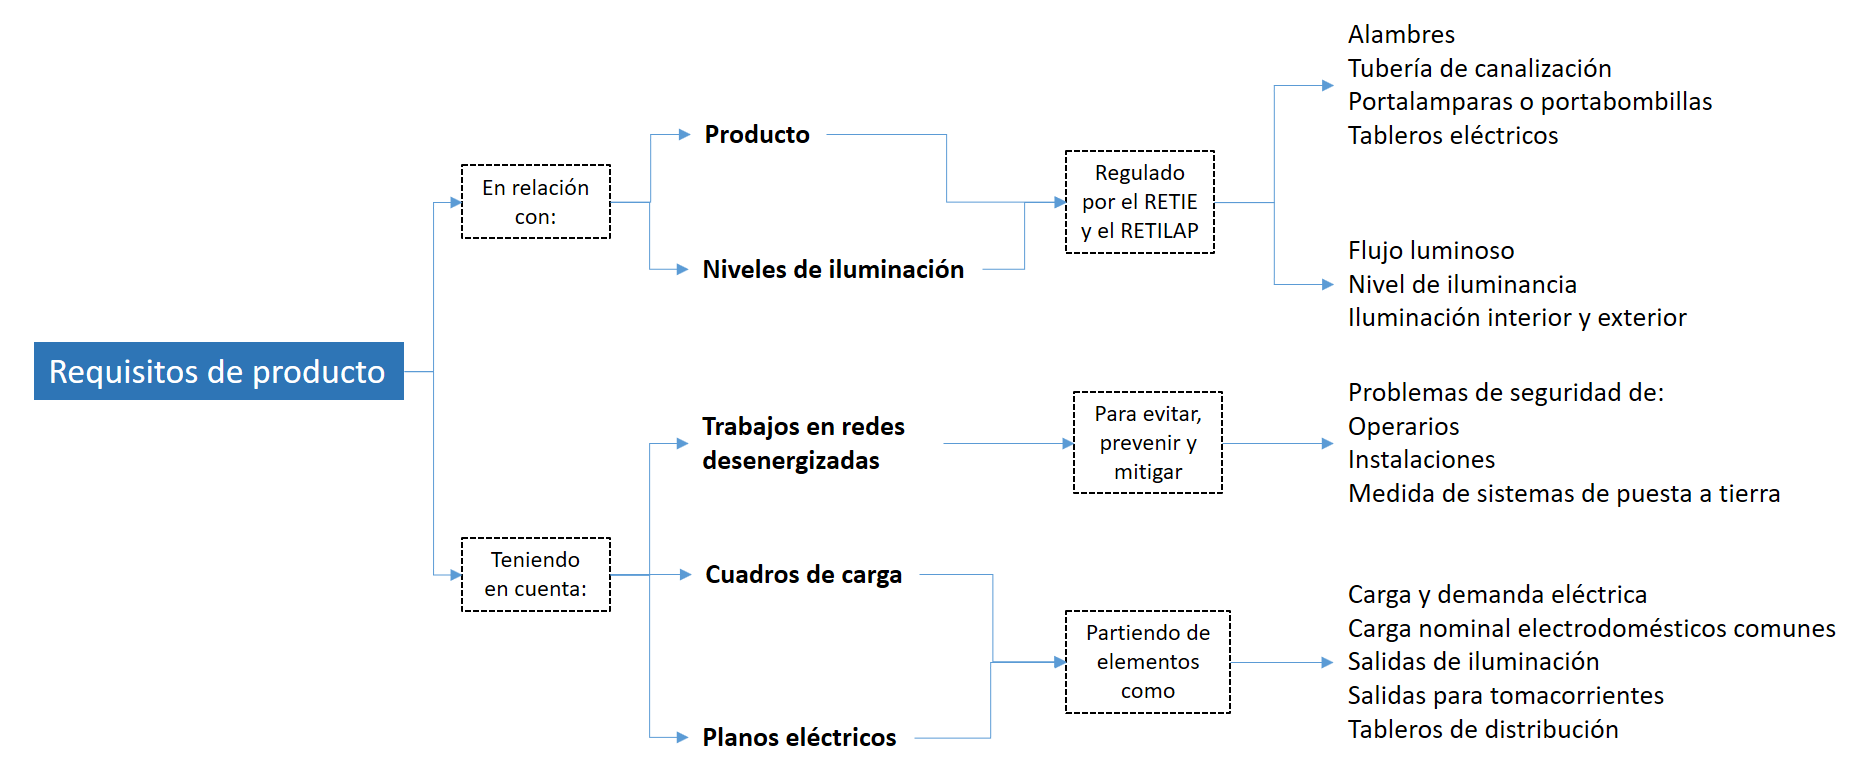 Requisitos de producto
En relación
con:
Producto
Niveles de iluminación
Regulado
por el RETIE
y el RETILAP
Alambres
Tubería de canalización
Portalamparas o portabombillas
Tableros eléctricos
Flujo luminoso
Nivel de iluminancia
Iluminación interior y exterior
Teniendo
en cuenta:
Trabajos en redes
desenergizadas
Para evitar,
prevenir y
mitigar
Problemas de seguridad de:
Operarios
Instalaciones
Medida de sistemas de puesta a tierra
Cuadros de carga
Planos eléctricos
Partiendo de
elementos
como
Carga y demanda eléctrica
Carga nominal electrodomésticos comunes
Salidas de iluminación
Salidas para tomacorrientes
Tableros de distribución